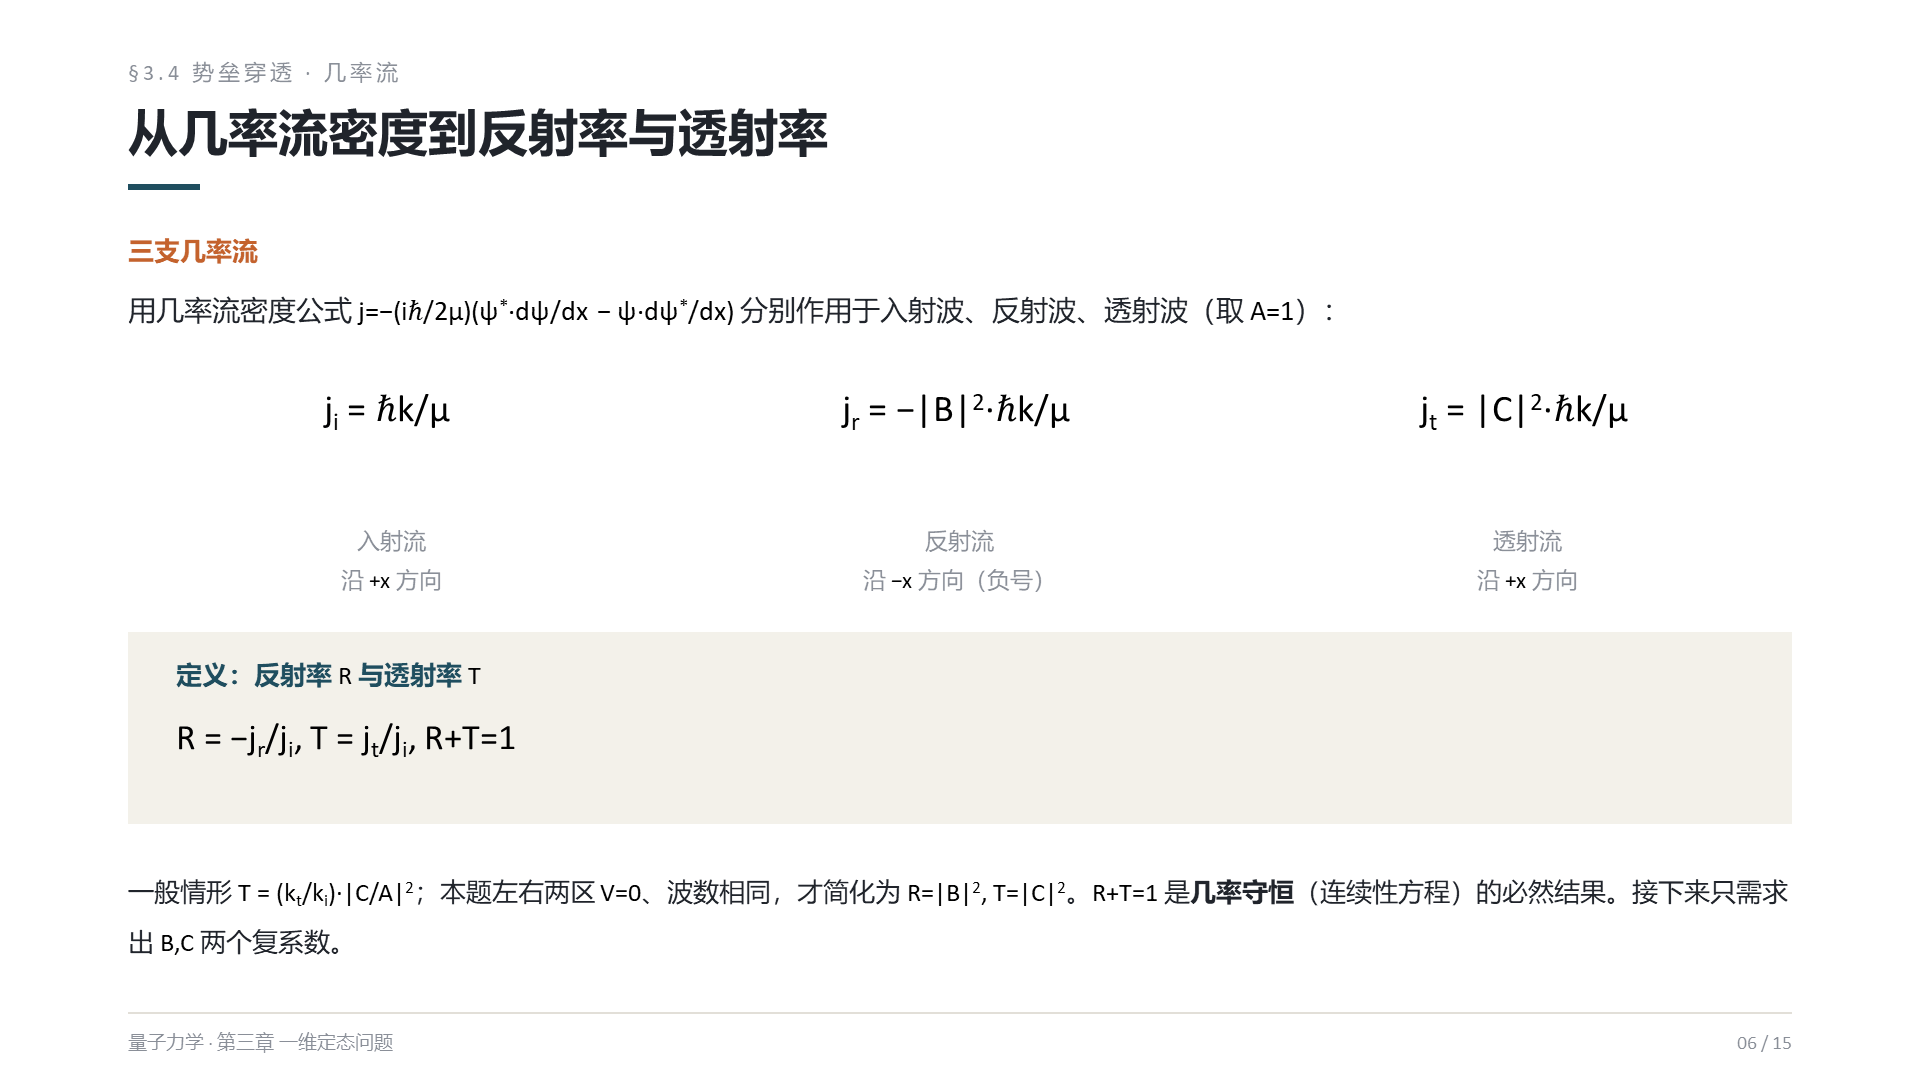 §3.4 势垒穿透 · 几率流
从几率流密度到反射率与透射率
三支几率流
用几率流密度公式 j=−(iℏ/2μ)(ψ*·dψ/dx − ψ·dψ*/dx) 分别作用于入射波、反射波、透射波（取 A=1）：
jᵢ = ℏk/μ
jᵣ = −|B|²·ℏk/μ
jₜ = |C|²·ℏk/μ
入射流
沿 +x 方向
反射流
沿 −x 方向（负号）
透射流
沿 +x 方向
定义：反射率 R 与透射率 T
R = −jᵣ/jᵢ, T = jₜ/jᵢ, R+T=1
一般情形 T = (kₜ/kᵢ)·|C/A|²；本题左右两区 V=0、波数相同，才简化为 R=|B|², T=|C|²。R+T=1 是几率守恒（连续性方程）的必然结果。接下来只需求
出 B,C 两个复系数。
量子力学 · 第三章 一维定态问题
06 / 15